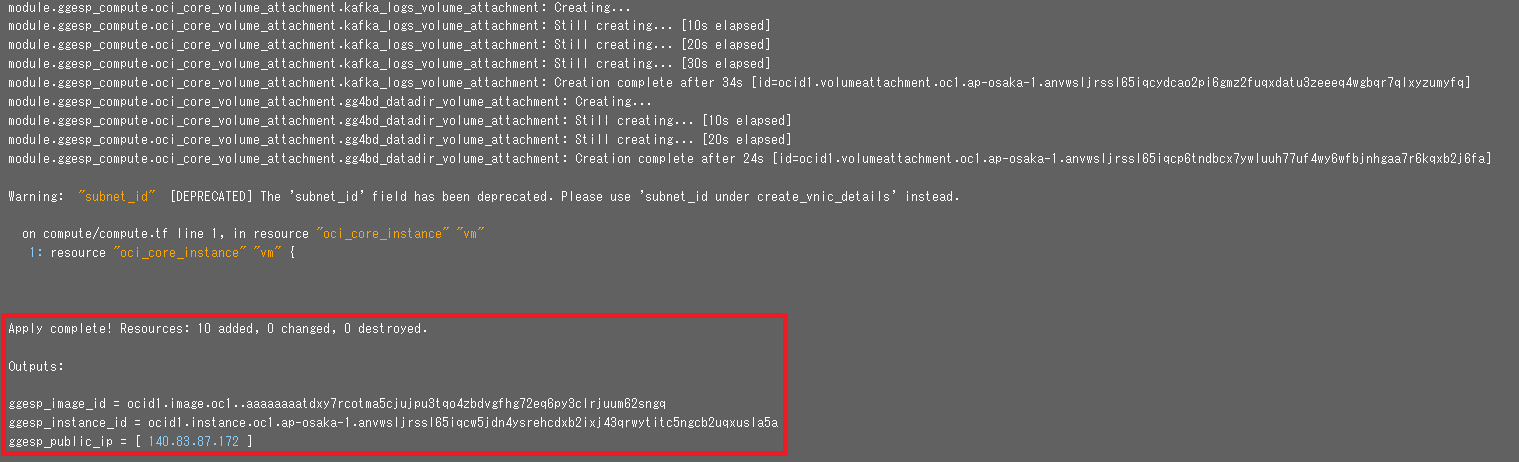 module.ggesp_compute.oci_core_volume_attachment.kafka_logs_volume_attachment: Creating...
module.ggesp_compute.oci_core_volume_attachment.kafka_logs_volume_attachment: Still creating... [10s elapsed]
module.ggesp_compute.oci_core_volume_attachment.kafka_logs_volume_attachment: Still creating... [20s elapsed]
module.ggesp_compute.oci_core_volume_attachment.kafka_logs_volume_attachment: Still creating... [30s elapsed]
module.ggesp_compute.oci_core_volume_attachment.kafka_logs_volume_attachment: Creation complete after 34s [id=ocid1.volumeattachment.oc1.ap-osaka-1.anvwsljrssl65iqcydcao2pi6gmz2fuqxdatu3zeeeq4wgbqr7qlxyzumyfq]
module.ggesp_compute.oci_core_volume_attachment.gg4bd_datadir_volume_attachment: Creating...
module.ggesp_compute.oci_core_volume_attachment.gg4bd_datadir_volume_attachment: Still creating... [10s elapsed]
module.ggesp_compute.oci_core_volume_attachment.gg4bd_datadir_volume_attachment: Still creating... [20s elapsed]
module.ggesp_compute.oci_core_volume_attachment.gg4bd_datadir_volume_attachment: Creation complete after 24s [id=ocid1.volumeattachment.oc1.ap-osaka-1.anvwsljrssl65iqcp6tndbcx7ywluuh77uf4wy6wfbjnhgaa7r6kqxb2j6fa]
Warning: "subnet_id" [DEPRECATED] The 'subnet_id' field has been deprecated. Please use 'subnet_id under create_vnic_details' instead.
on compute/compute.tf line 1, in resource "oci_core_instance" "vm"
1: resource "oci_core_instance" "vm" {
Apply complete! Resources: 10 added, 0 changed, 0 destroyed.
Outputs:
ggesp_image_id = ocid1.image.oc1..aaaaaaaatdxy7rcotma5cjujpu3tqo4zbdvgfhg72eq6py3clrjuum62sngq
ggesp_instance_id = ocid1.instance.oc1.ap-osaka-1.anvwsljrssl65iqcw5jdn4ysrehcdxb2ixj43qrwytitc5ngcb2uqxusla5a
ggesp_public_ip = [ 140.83.87.172 ]